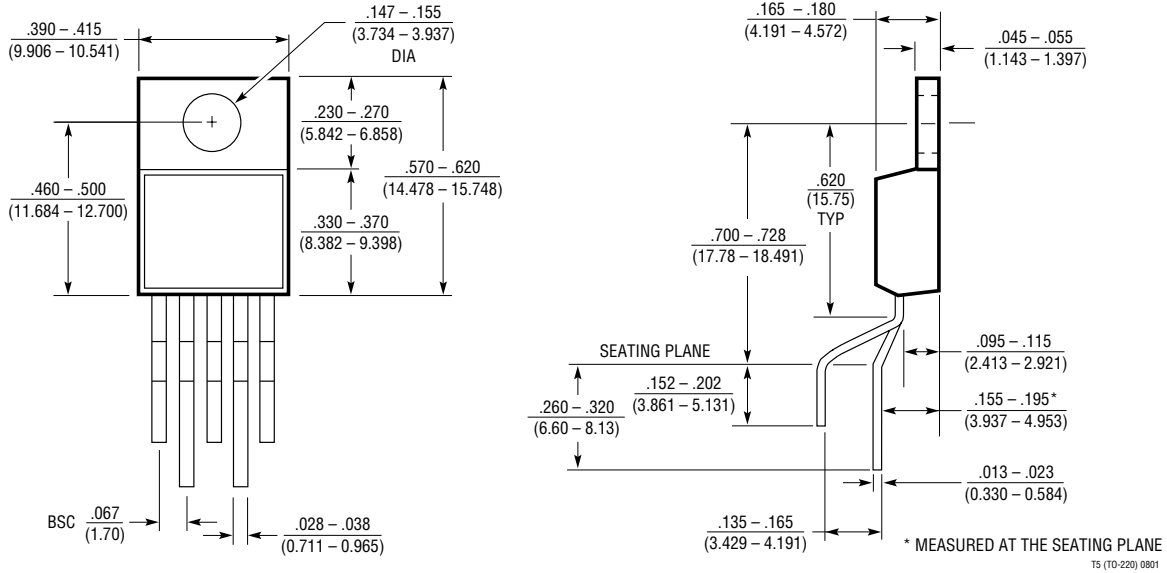 .390 – .415
(9.906 – 10.541)
.147 – .155
(3.734 – 3.937)
DIA
.230 – .270
(5.842 – 6.858)
.460 – .500
(11.684 – 12.700)
.570 – .620
(14.478 – 15.748)
.330 – .370
(8.382 – 9.398)
BSC
.067
(1.70)
.028 – .038
(0.711 – 0.965)
.165 – .180
(4.191 – 4.572)
.045 – .055
(1.143 – 1.397)
.620
(15.75)
TYP
.700 – .728
(17.78 – 18.491)
SEATING PLANE
.152 – .202
(3.861 – 5.131)
.260 – .320
(6.60 – 8.13)
.095 – .115
(2.413 – 2.921)
.155 – .195*
(3.937 – 4.953)
.013 – .023
(0.330 – 0.584)
.135 – .165
(3.429 – 4.191)
* MEASURED AT THE SEATING PLANE
T5 (TO-220) 0801